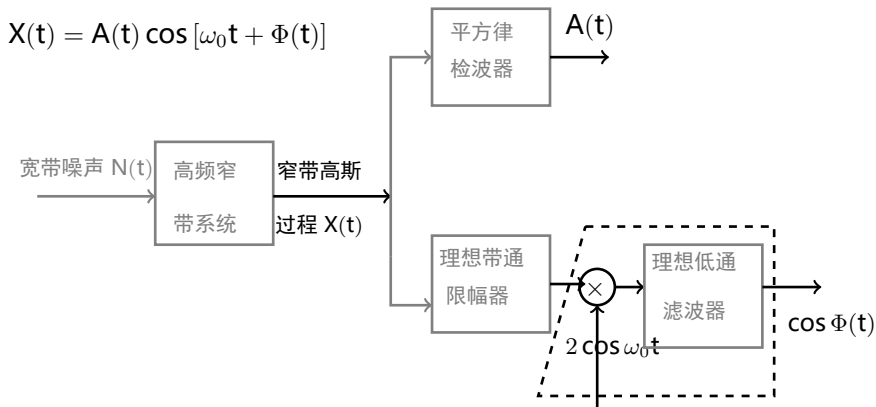 X(t) = A(t) cos [ω₀t + Φ(t)]
平方律
检波器
A(t)
宽带噪声 N(t)
高频窄
带系统
窄带高斯
过程 X(t)
理想带通
限幅器
×
2 cos ω₀t
理想低通
滤波器
cos Φ(t)